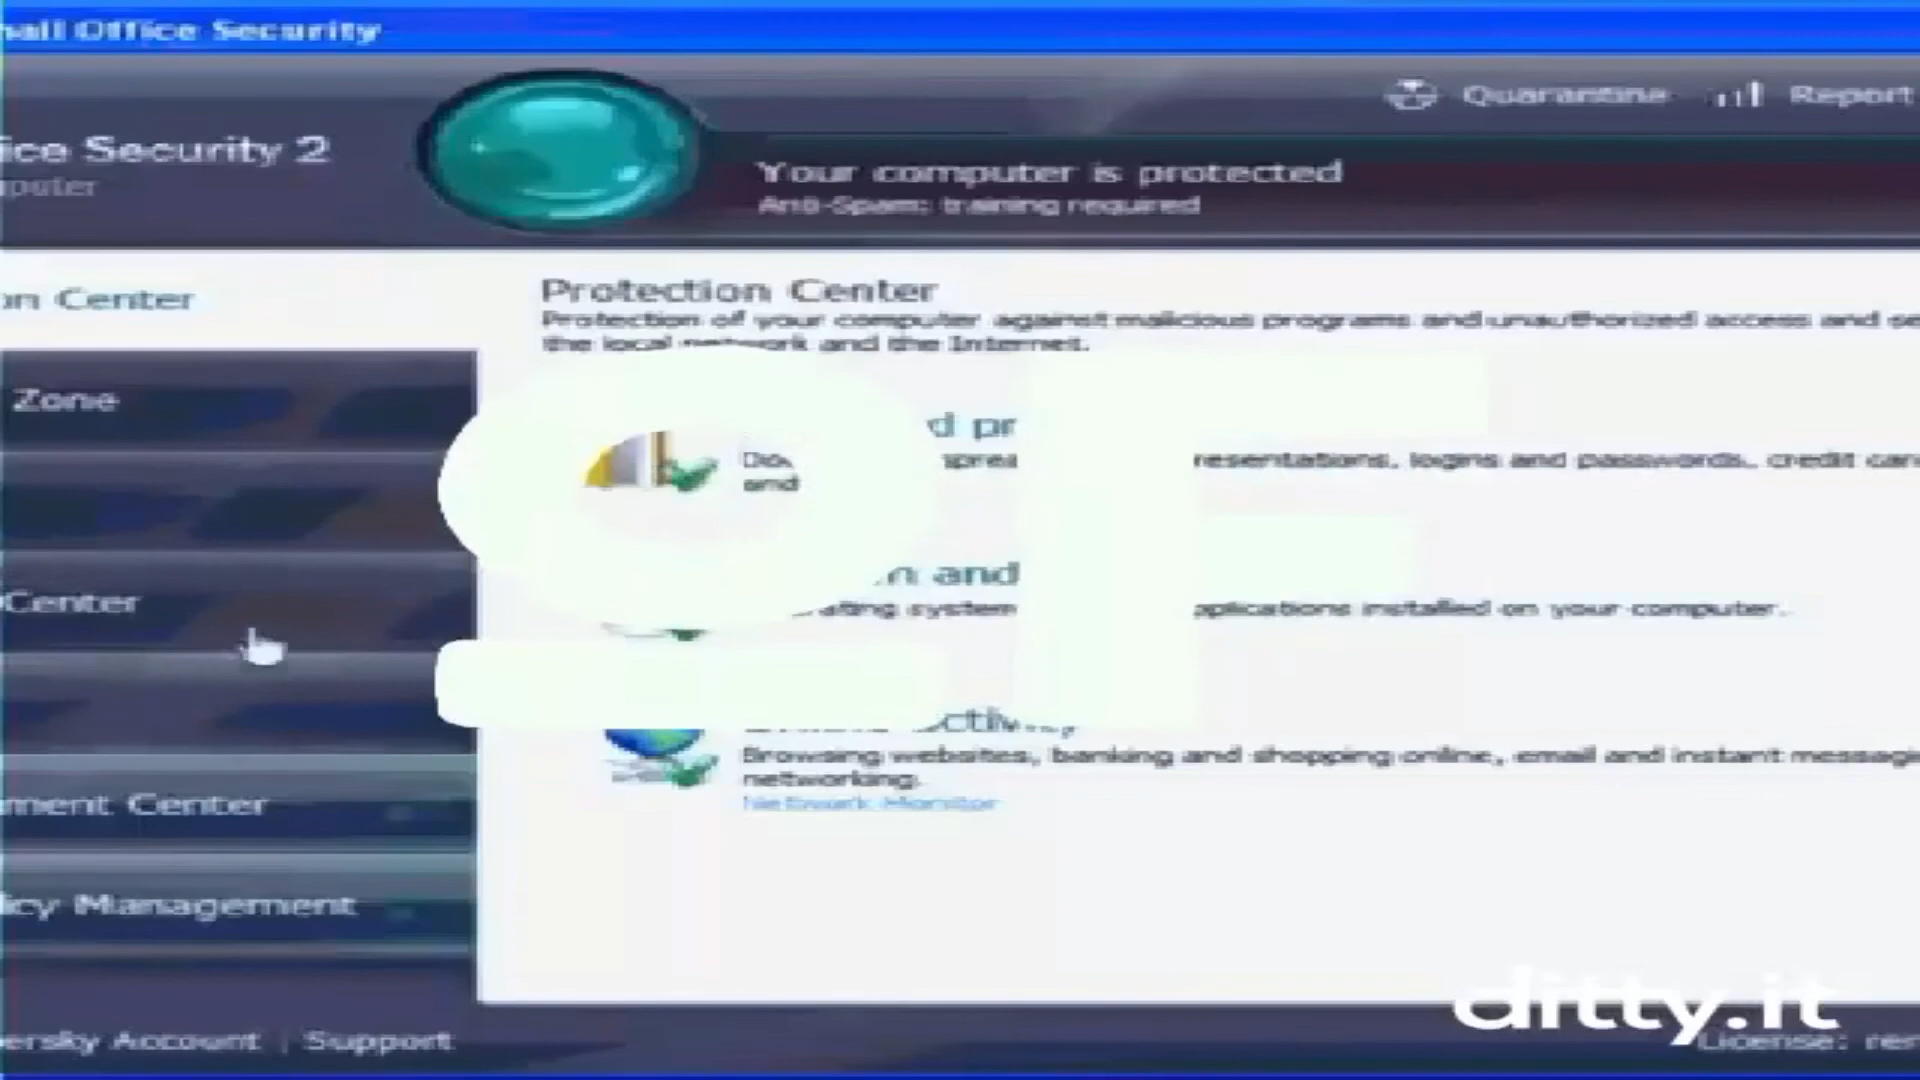 mall Office Security
Quarantine
Report
ice Security 2
mputer
Your computer is protected
Anti-Spam: training required
on Center
Protection Center
Protection of your computer against malicious programs and unauthorized access and se
the local network and the Internet.
Zone
d pr
and
resentations, logins and passwords, credit car
n and
ating system
pplications installed on your computer.
Center
Browsing websites, banking and shopping online, email and instant messagi
networking.
Network Monitor
ment Center
icy Management
ditty.it
ersky Account | Support
License: